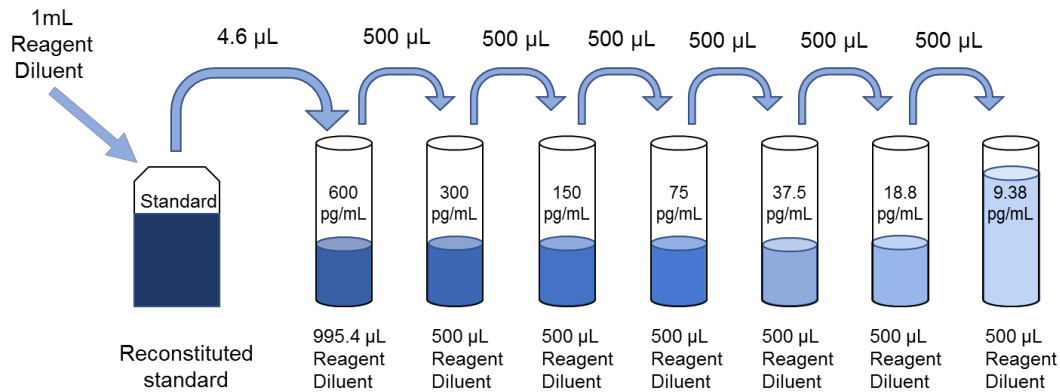 1mL
Reagent
Diluent
4.6 µL
500 µL
500 µL
500 µL
500 µL
500 µL
500 µL
Standard
600
pg/mL
300
pg/mL
150
pg/mL
75
pg/mL
37.5
pg/mL
18.8
pg/mL
9.38
pg/mL
Reconstituted
standard
995.4 µL
Reagent
Diluent
500 µL
Reagent
Diluent
500 µL
Reagent
Diluent
500 µL
Reagent
Diluent
500 µL
Reagent
Diluent
500 µL
Reagent
Diluent
500 µL
Reagent
Diluent